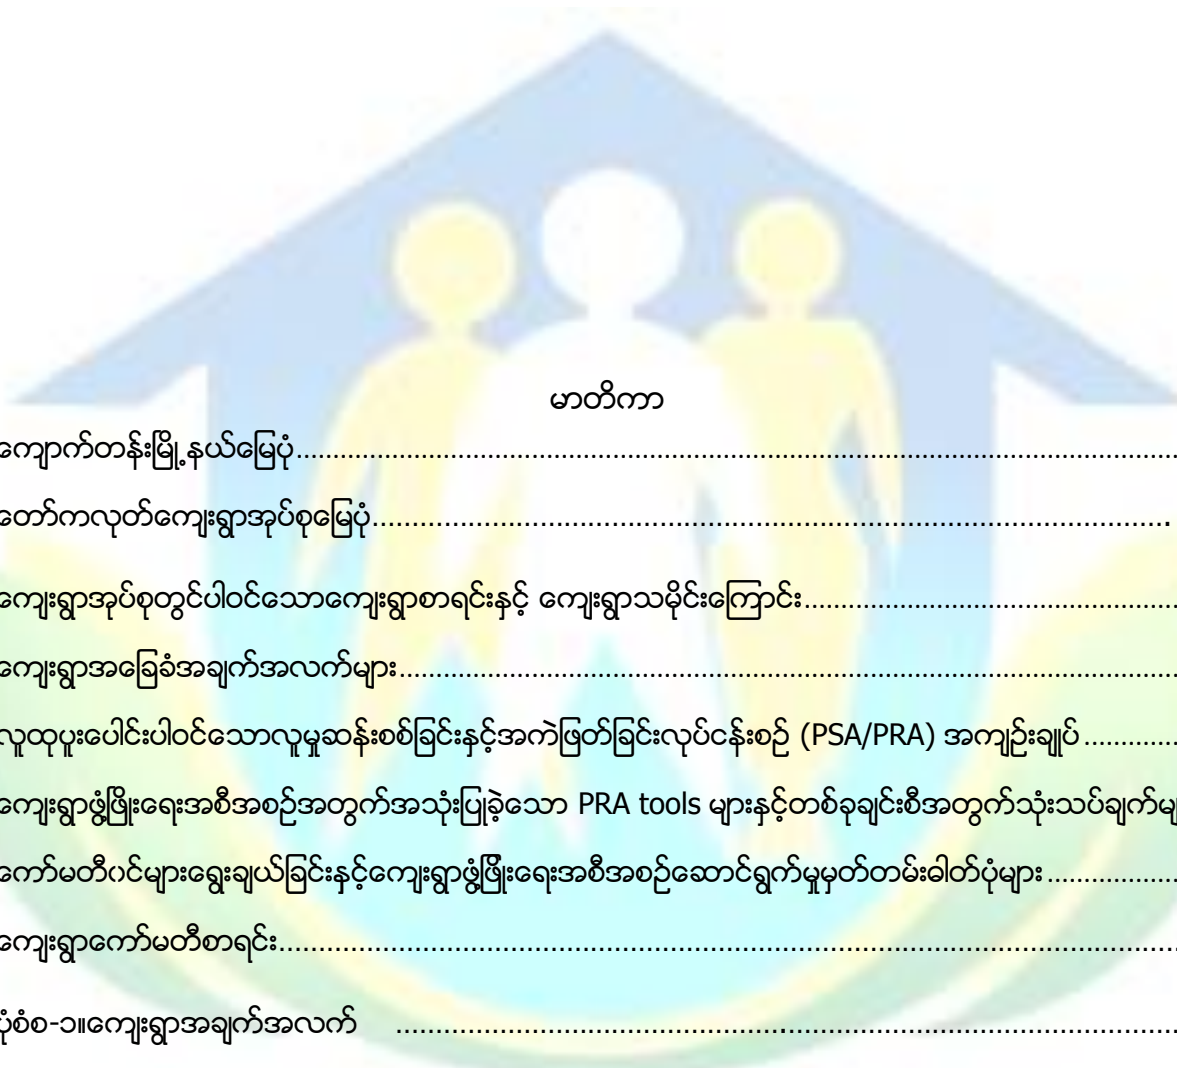 မာတိကာ
ကျောက်တန်းမြို့နယ်မြေပုံ........................................................................................................................
တော်ကလုတ်ကျေးရွာအုပ်စုမြေပုံ....................................................................................................
ကျေးရွာအုပ်စုတွင်ပါဝင်သောကျေးရွာစာရင်းနှင့် ကျေးရွာသမိုင်းကြောင်း..................................................
ကျေးရွာအခြေခံအချက်အလက်များ.........................................................................................................
လူထုပူးပေါင်းပါဝင်သောလူမှုဆန်းစစ်ခြင်းနှင့်အကဲဖြတ်ခြင်းလုပ်ငန်းစဉ် (PSA/PRA) အကျဉ်းချုပ်.............
ကျေးရွာဖွံ့ဖြိုးရေးအစီအစဉ်အတွက်အသုံးပြုခဲ့သော PRA tools များနှင့်တစ်ခုချင်းစီအတွက်သုံးသပ်ချက်မျ
ကော်မတီဝင်များရွေးချယ်ခြင်းနှင့်ကျေးရွာဖွံ့ဖြိုးရေးအစီအစဉ်ဆောင်ရွက်မှုမှတ်တမ်းဓါတ်ပုံများ.................
ကျေးရွာကော်မတီစာရင်း........................................................................................................................
ပုံစံစ-၁။ကျေးရွာအချက်အလက် .........................................................................................................